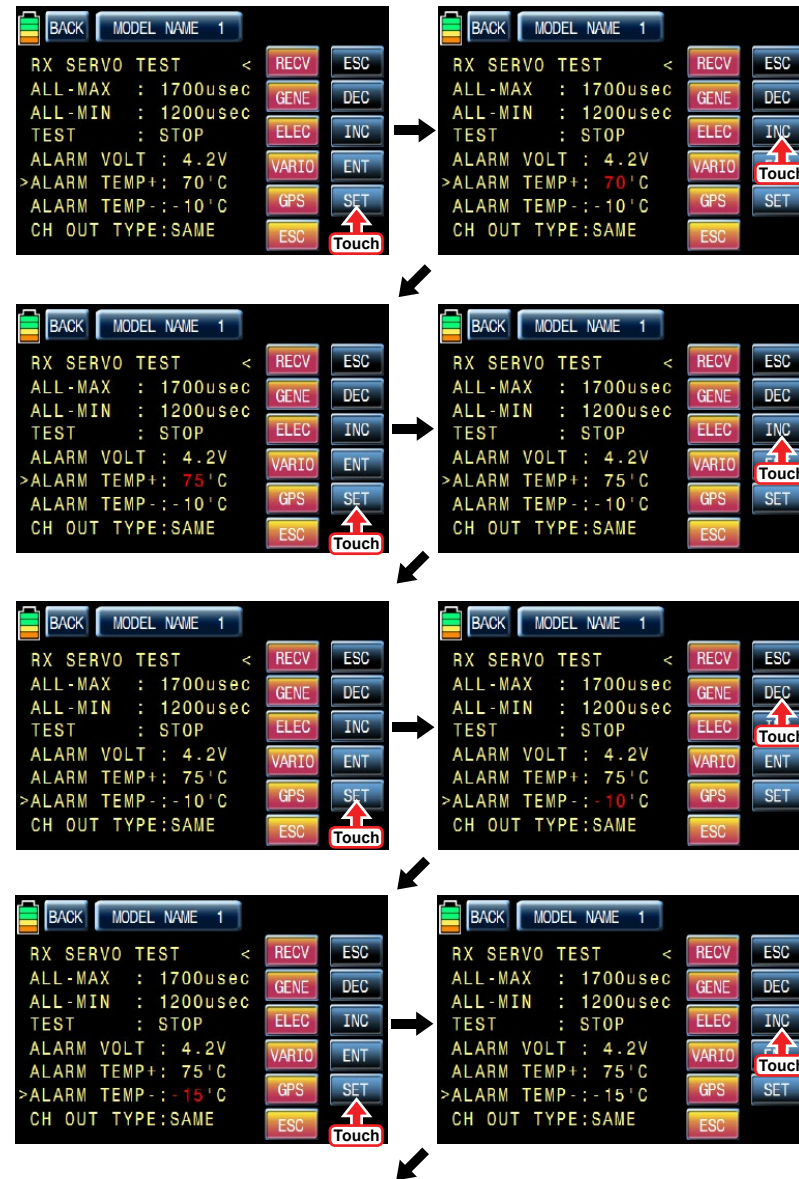 BACK MODEL NAME 1
RX SERVO TEST <
ALL-MAX : 1700usec
ALL-MIN : 1200usec
TEST : STOP
ALARM VOLT : 4.2V
>ALARM TEMP+: 70'C
ALARM TEMP-:-10'C
CH OUT TYPE:SAME
RECV ESC
GENE DEC
ELEC INC
VARIO ENT
GPS SET
ESC Touch
BACK MODEL NAME 1
RX SERVO TEST <
ALL-MAX : 1700usec
ALL-MIN : 1200usec
TEST : STOP
ALARM VOLT : 4.2V
>ALARM TEMP+: 70'C
ALARM TEMP-:-10'C
CH OUT TYPE:SAME
RECV ESC
GENE DEC
ELEC INC
VARIO Touch
GPS SET
ESC
BACK MODEL NAME 1
RX SERVO TEST <
ALL-MAX : 1700usec
ALL-MIN : 1200usec
TEST : STOP
ALARM VOLT : 4.2V
>ALARM TEMP+: 75'C
ALARM TEMP-:-10'C
CH OUT TYPE:SAME
RECV ESC
GENE DEC
ELEC INC
VARIO ENT
GPS SET
ESC Touch
BACK MODEL NAME 1
RX SERVO TEST <
ALL-MAX : 1700usec
ALL-MIN : 1200usec
TEST : STOP
ALARM VOLT : 4.2V
>ALARM TEMP+: 75'C
ALARM TEMP-:-10'C
CH OUT TYPE:SAME
RECV ESC
GENE DEC
ELEC INC
VARIO Touch
GPS SET
ESC
BACK MODEL NAME 1
RX SERVO TEST <
ALL-MAX : 1700usec
ALL-MIN : 1200usec
TEST : STOP
ALARM VOLT : 4.2V
ALARM TEMP+: 75'C
>ALARM TEMP-:-10'C
CH OUT TYPE:SAME
RECV ESC
GENE DEC
ELEC INC
VARIO ENT
GPS SET
ESC Touch
BACK MODEL NAME 1
RX SERVO TEST <
ALL-MAX : 1700usec
ALL-MIN : 1200usec
TEST : STOP
ALARM VOLT : 4.2V
ALARM TEMP+: 75'C
>ALARM TEMP-:-10'C
CH OUT TYPE:SAME
RECV ESC
GENE DEC
ELEC Touch
VARIO ENT
GPS SET
ESC
BACK MODEL NAME 1
RX SERVO TEST <
ALL-MAX : 1700usec
ALL-MIN : 1200usec
TEST : STOP
ALARM VOLT : 4.2V
ALARM TEMP+: 75'C
>ALARM TEMP-:-15'C
CH OUT TYPE:SAME
RECV ESC
GENE DEC
ELEC INC
VARIO ENT
GPS SET
ESC Touch
BACK MODEL NAME 1
RX SERVO TEST <
ALL-MAX : 1700usec
ALL-MIN : 1200usec
TEST : STOP
ALARM VOLT : 4.2V
ALARM TEMP+: 75'C
>ALARM TEMP-:-15'C
CH OUT TYPE:SAME
RECV ESC
GENE DEC
ELEC INC
VARIO Touch
GPS SET
ESC